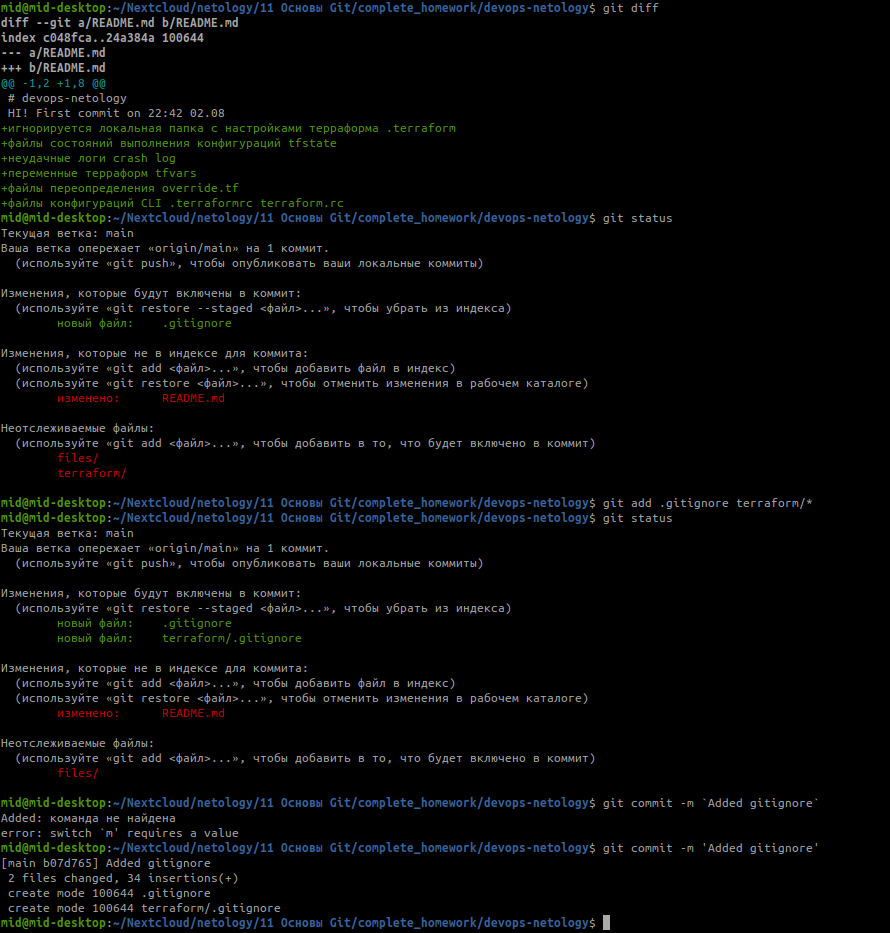 mid@mid-desktop:~/Nextcloud/netology/11 Основы Git/complete_homework/devops-netology$ git diff
diff --git a/README.md b/README.md
index c048fca..24a384a 100644
--- a/README.md
+++ b/README.md
@@ -1,2 +1,8 @@
 # devops-netology
 HI! First commit on 22:42 02.08
+игнорируется локальная папка с настройками терраформа .terraform
+файлы состояний выполнения конфигураций tfstate
+неудачные логи crash log
+переменные терраформ tfvars
+файлы переопределения override.tf
+файлы конфигураций CLI .terraformrc terraform.rc
mid@mid-desktop:~/Nextcloud/netology/11 Основы Git/complete_homework/devops-netology$ git status
Текущая ветка: main
Ваша ветка опережает «origin/main» на 1 коммит.
  (используйте «git push», чтобы опубликовать ваши локальные коммиты)

Изменения, которые будут включены в коммит:
  (используйте «git restore --staged <файл>...», чтобы убрать из индекса)
        новый файл:    .gitignore

Изменения, которые не в индексе для коммита:
  (используйте «git add <файл>...», чтобы добавить файл в индекс)
  (используйте «git restore <файл>...», чтобы отменить изменения в рабочем каталоге)
        изменено:      README.md

Неотслеживаемые файлы:
  (используйте «git add <файл>...», чтобы добавить в то, что будет включено в коммит)
        files/
        terraform/

mid@mid-desktop:~/Nextcloud/netology/11 Основы Git/complete_homework/devops-netology$ git add .gitignore terraform/*
mid@mid-desktop:~/Nextcloud/netology/11 Основы Git/complete_homework/devops-netology$ git status
Текущая ветка: main
Ваша ветка опережает «origin/main» на 1 коммит.
  (используйте «git push», чтобы опубликовать ваши локальные коммиты)

Изменения, которые будут включены в коммит:
  (используйте «git restore --staged <файл>...», чтобы убрать из индекса)
        новый файл:    .gitignore
        новый файл:    terraform/.gitignore

Изменения, которые не в индексе для коммита:
  (используйте «git add <файл>...», чтобы добавить файл в индекс)
  (используйте «git restore <файл>...», чтобы отменить изменения в рабочем каталоге)
        изменено:      README.md

Неотслеживаемые файлы:
  (используйте «git add <файл>...», чтобы добавить в то, что будет включено в коммит)
        files/

mid@mid-desktop:~/Nextcloud/netology/11 Основы Git/complete_homework/devops-netology$ git commit -m `Added gitignore`
Added: команда не найдена
error: switch `m' requires a value
mid@mid-desktop:~/Nextcloud/netology/11 Основы Git/complete_homework/devops-netology$ git commit -m 'Added gitignore'
[main b07d765] Added gitignore
 2 files changed, 34 insertions(+)
 create mode 100644 .gitignore
 create mode 100644 terraform/.gitignore
mid@mid-desktop:~/Nextcloud/netology/11 Основы Git/complete_homework/devops-netology$